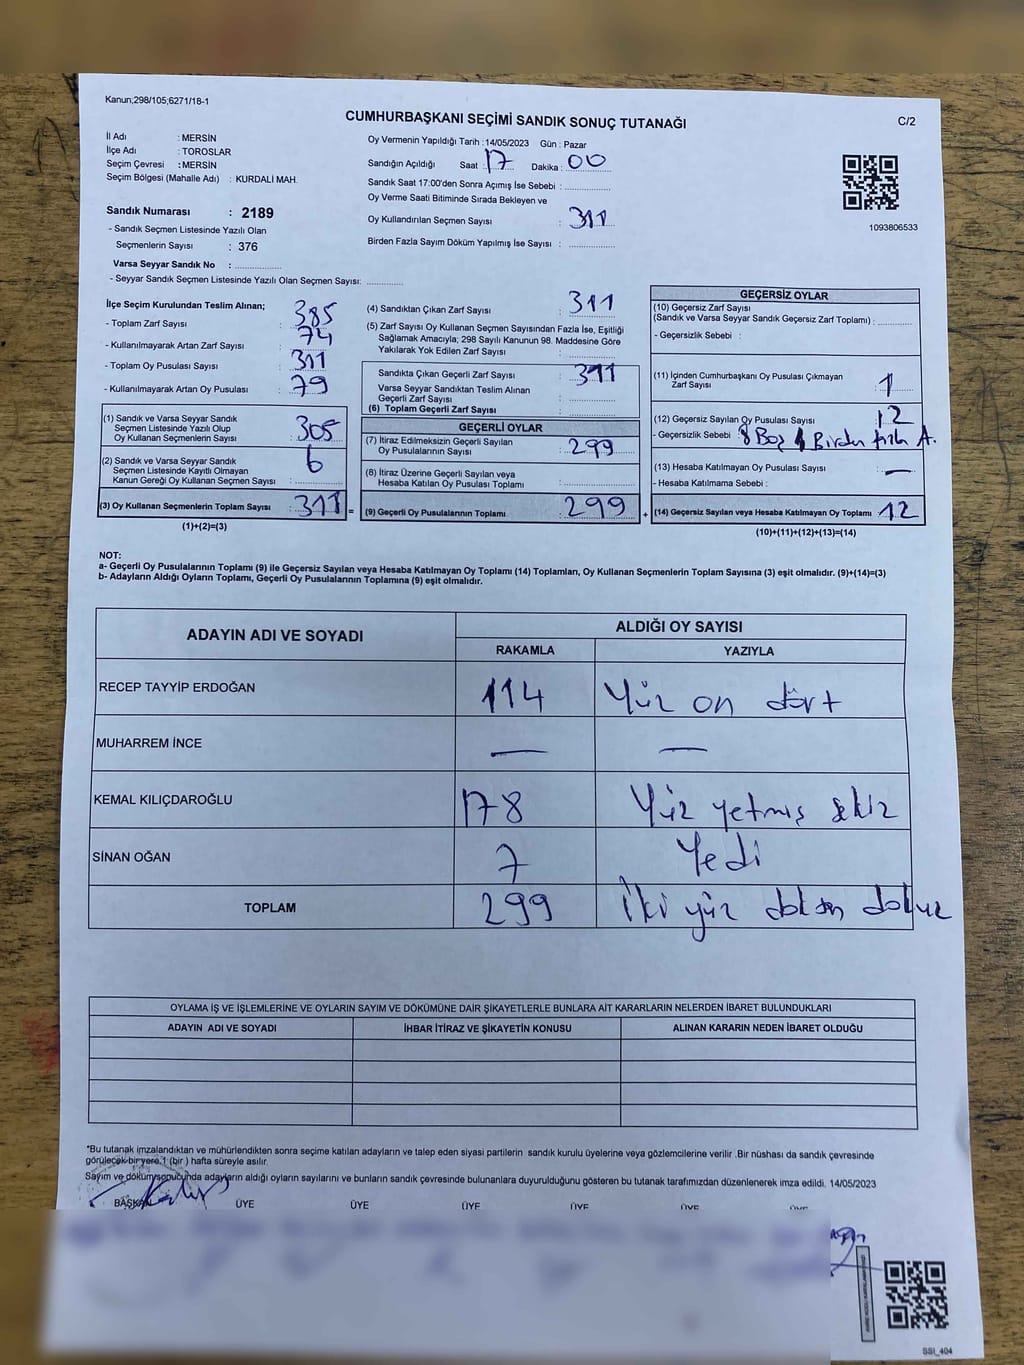 Kanun;298/105;6271/18-1
CUMHURBAŞKANI SEÇİMİ SANDIK SONUÇ TUTANAĞI
C/2
İl Adı : MERSİN
İlçe Adı : TOROSLAR
Seçim Çevresi : MERSİN
Seçim Bölgesi (Mahalle Adı) : KURDALİ MAH.
Sandık Numarası : 2189
- Sandık Seçmen Listesinde Yazılı Olan
Seçmenlerin Sayısı : 376
Varsa Seyyar Sandık No :
- Seyyar Sandık Seçmen Listesinde Yazılı Olan Seçmen Sayısı:
Oy Vermenin Yapıldığı Tarih :14/05/2023 Gün : Pazar
Sandığın Açıldığı Saat : 17 Dakika : 00
Sandık Saat 17:00'den Sonra Açımış İse Sebebi :
Oy Verme Saati Bitiminde Sırada Bekleyen ve
Oy Kullandırılan Seçmen Sayısı : 311
Birden Fazla Sayım Döküm Yapılmış İse Sayısı :
1093806533
İlçe Seçim Kurulundan Teslim Alınan;
- Toplam Zarf Sayısı : 385
- Kullanılmayarak Artan Zarf Sayısı : 74
- Toplam Oy Pusulası Sayısı : 311
- Kullanılmayarak Artan Oy Pusulası : 79
(1) Sandık ve Varsa Seyyar Sandık
Seçmen Listesinde Yazılı Olup
Oy Kullanan Seçmenlerin Sayısı : 305
(2) Sandık ve Varsa Seyyar Sandık
Seçmen Listesinde Kayıtlı Olmayan
Kanun Gereği Oy Kullanan Seçmen Sayısı : 6
(3) Oy Kullanan Seçmenlerin Toplam Sayısı : 311 =
(1)+(2)=(3)
(4) Sandıktan Çıkan Zarf Sayısı : 311
(5) Zarf Sayısı Oy Kullanan Seçmen Sayısından Fazla İse, Eşitliği
Sağlamak Amacıyla; 298 Sayılı Kanunun 98. Maddesine Göre
Yakılarak Yok Edilen Zarf Sayısı :
Sandıkta Çıkan Geçerli Zarf Sayısı : 311
Varsa Seyyar Sandıktan Teslim Alınan
Geçerli Zarf Sayısı :
(6) Toplam Geçerli Zarf Sayısı :
GEÇERLİ OYLAR
(7) İtiraz Edilmeksizin Geçerli Sayılan
Oy Pusulalarının Sayısı : 299
(8) İtiraz Üzerine Geçerli Sayılan veya
Hesaba Katılan Oy Pusulası Toplamı :
(9) Geçerli Oy Pusulalarının Toplamı : 299 +
GEÇERSİZ OYLAR
(10) Geçersiz Zarf Sayısı
(Sandık ve Varsa Seyyar Sandık Geçersiz Zarf Toplamı) :
- Geçersizlik Sebebi :
(11) İçinden Cumhurbaşkanı Oy Pusulası Çıkmayan
Zarf Sayısı : 1
(12) Geçersiz Sayılan Oy Pusulası Sayısı : 12
- Geçersizlik Sebebi : 8 Boş Birden fazla A.
(13) Hesaba Katılmayan Oy Pusulası Sayısı : —
- Hesaba Katılmama Sebebi :
(14) Geçersiz Sayılan veya Hesaba Katılmayan Oy Toplamı : 12
(10)+(11)+(12)+(13)=(14)
NOT:
a- Geçerli Oy Pusulalarının Toplamı (9) ile Geçersiz Sayılan veya Hesaba Katılmayan Oy Toplamı (14) Toplamları, Oy Kullanan Seçmenlerin Toplam Sayısına (3) eşit olmalıdır. (9)+(14)=(3)
b- Adayların Aldığı Oyların Toplamı, Geçerli Oy Pusulalarının Toplamına (9) eşit olmalıdır.
ADAYIN ADI VE SOYADI
ALDIĞI OY SAYISI
RAKAMLA YAZIYLA
RECEP TAYYİP ERDOĞAN 114 Yüz on dört
MUHARREM İNCE — —
KEMAL KILIÇDAROĞLU 178 Yüz yetmiş sekiz
SİNAN OĞAN 7 Yedi
TOPLAM 299 İki yüz doksan dokuz
OYLAMA İŞ VE İŞLEMLERİNE VE OYLARIN SAYIM VE DÖKÜMÜNE DAİR ŞİKAYETLERLE BUNLARA AİT KARARLARIN NELERDEN İBARET BULUNDUKLARI
ADAYIN ADI VE SOYADI İHBAR İTİRAZ VE ŞİKAYETİN KONUSU ALINAN KARARIN NEDEN İBARET OLDUĞU
*Bu tutanak imzalandıktan ve mühürlendikten sonra seçime katılan adayların ve talep eden siyasi partilerin sandık kurulu üyelerine veya gözlemcilerine verilir .Bir nüshası da sandık çevresinde
görülecek bir yere,1 (bir ) hafta süreyle asılır.
Sayım ve döküm sonucunda adayların aldığı oyların sayılarını ve bunların sandık çevresinde bulunanlara duyurulduğunu gösteren bu tutanak tarafımızdan düzenlenerek imza edildi. 14/05/2023
BAŞKAN ÜYE ÜYE ÜYE ÜYE ÜYE
SSI_404